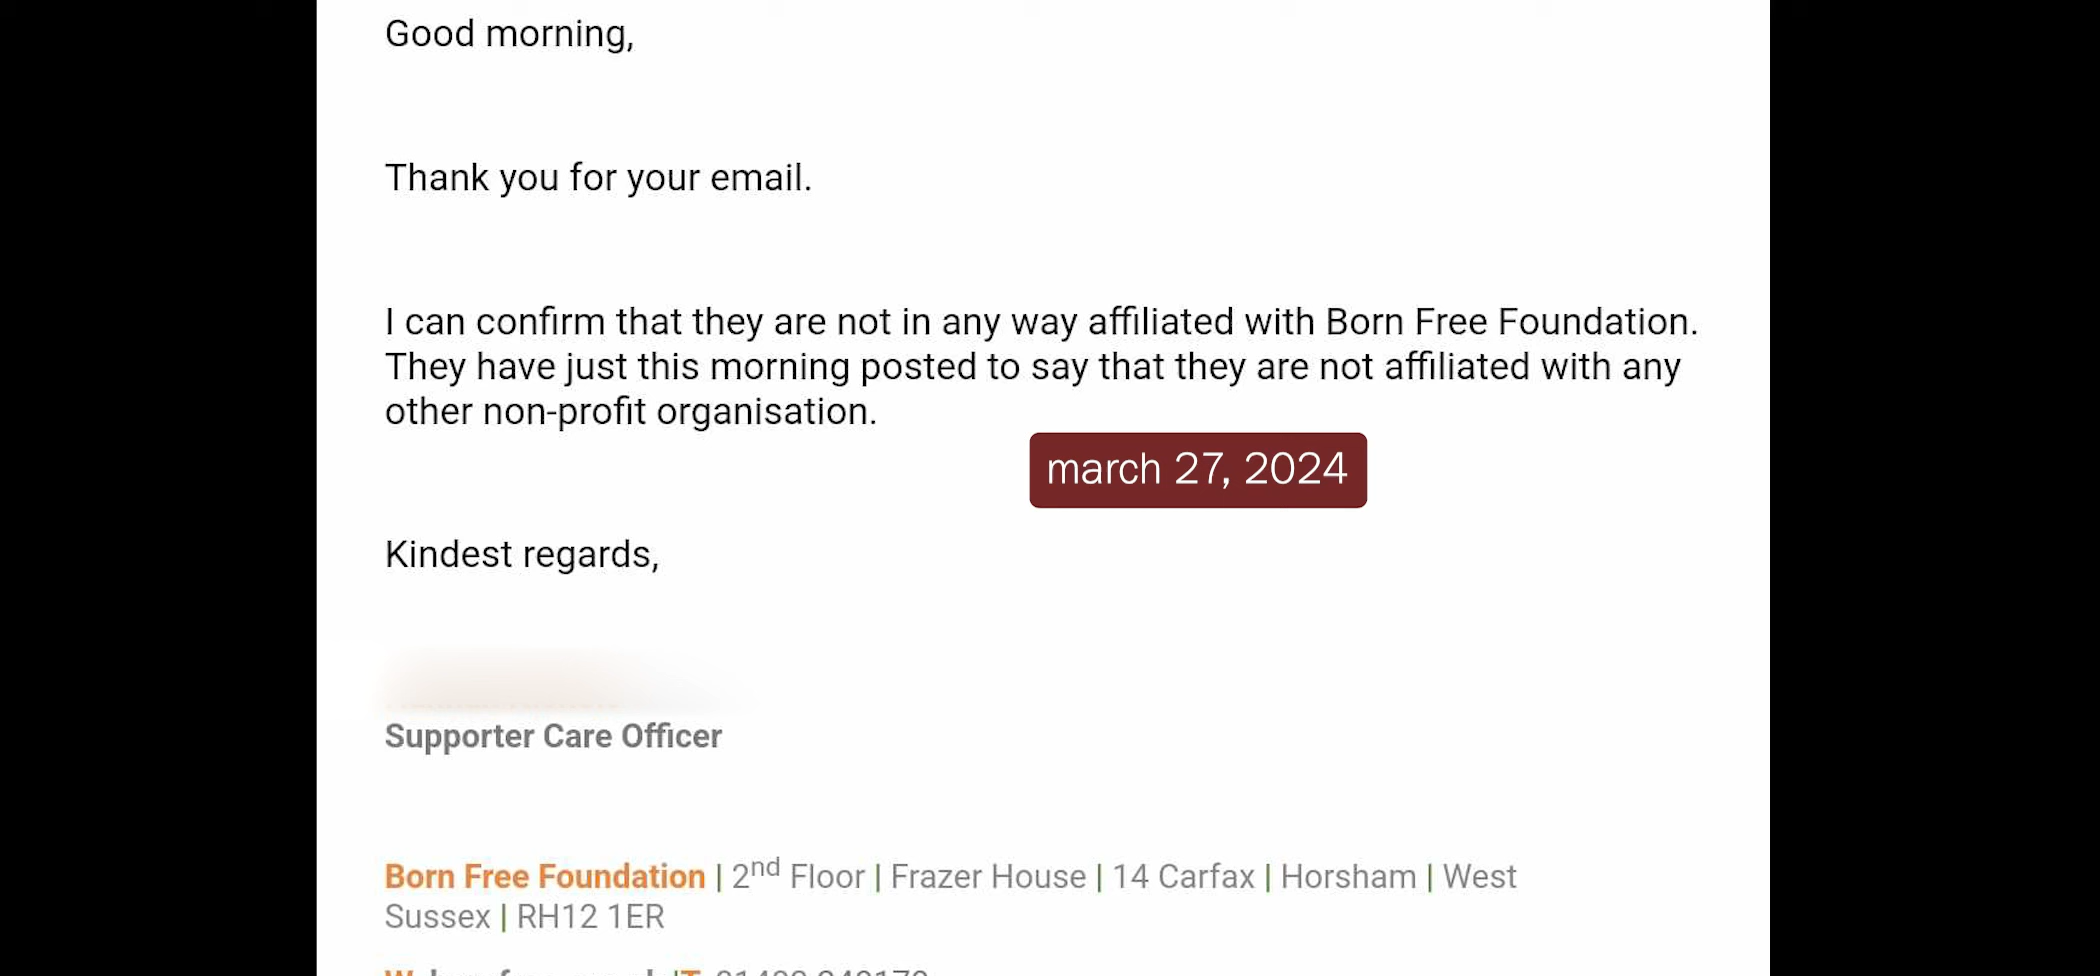 Good morning,
Thank you for your email.
I can confirm that they are not in any way affiliated with Born Free Foundation.
They have just this morning posted to say that they are not affiliated with any
other non-profit organisation.
march 27, 2024
Kindest regards,
Supporter Care Officer
Born Free Foundation | 2nd Floor | Frazer House | 14 Carfax | Horsham | West
Sussex | RH12 1ER